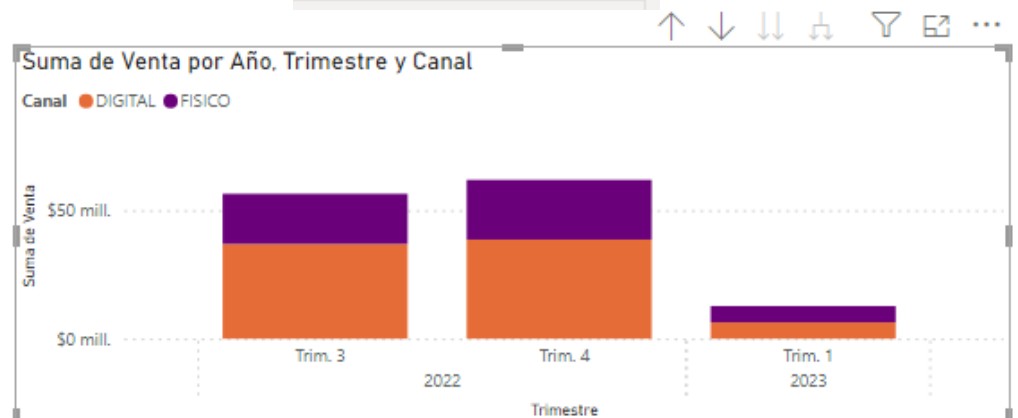 Suma de Venta por Año, Trimestre y Canal
Canal DIGITAL FISICO
Suma de Venta
$50 mill.
$0 mill.
Trim. 3 Trim. 4 Trim. 1
2022 2023
Trimestre